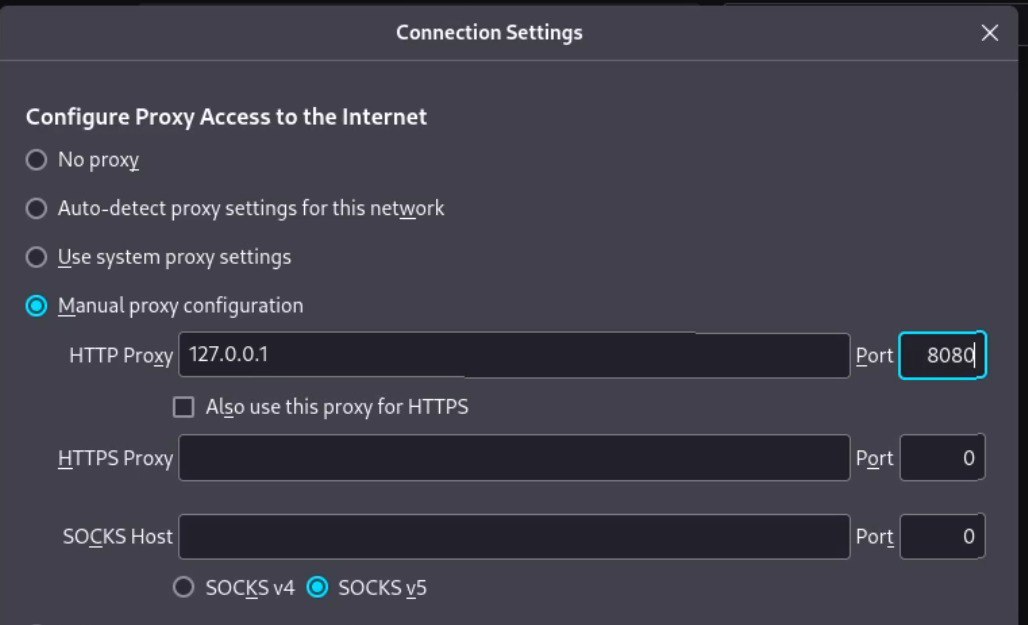 Connection Settings
Configure Proxy Access to the Internet
No proxy
Auto-detect proxy settings for this network
Use system proxy settings
Manual proxy configuration
HTTP Proxy 127.0.0.1 Port 8080
Also use this proxy for HTTPS
HTTPS Proxy Port 0
SOCKS Host Port 0
SOCKS v4 SOCKS v5